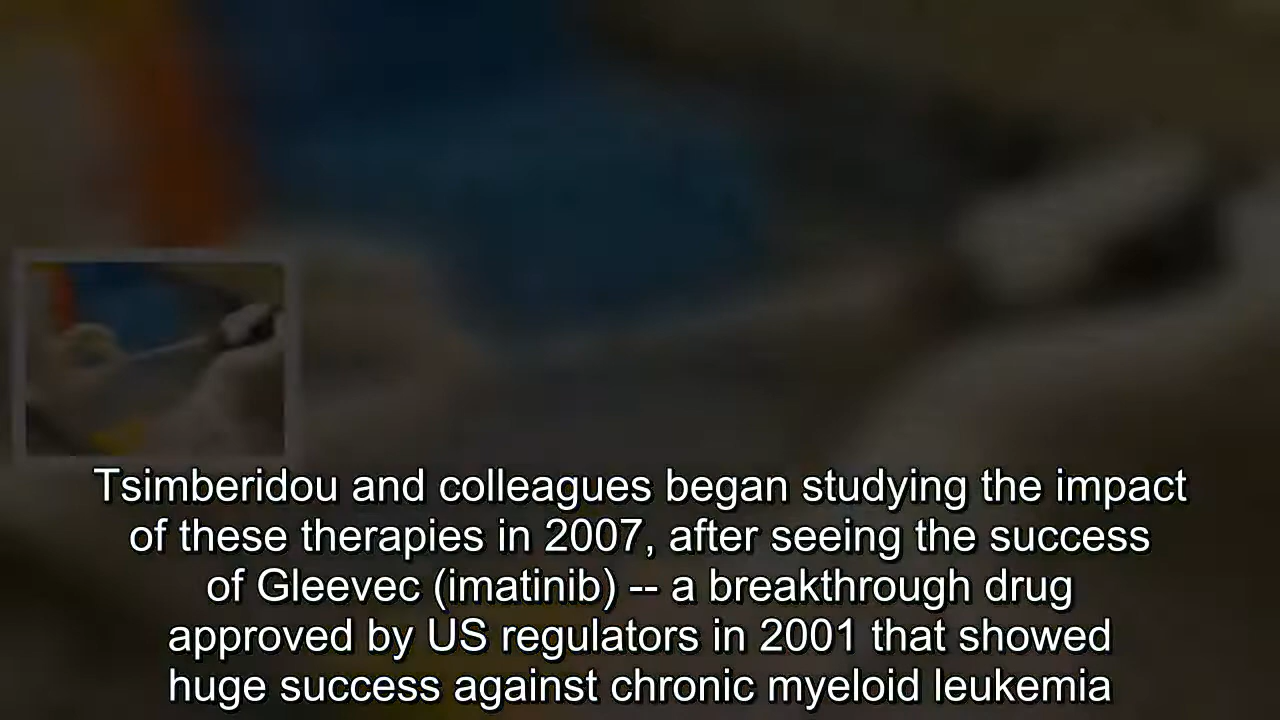 Tsimberidou and colleagues began studying the impact
of these therapies in 2007, after seeing the success
of Gleevec (imatinib) -- a breakthrough drug
approved by US regulators in 2001 that showed
huge success against chronic myeloid leukemia